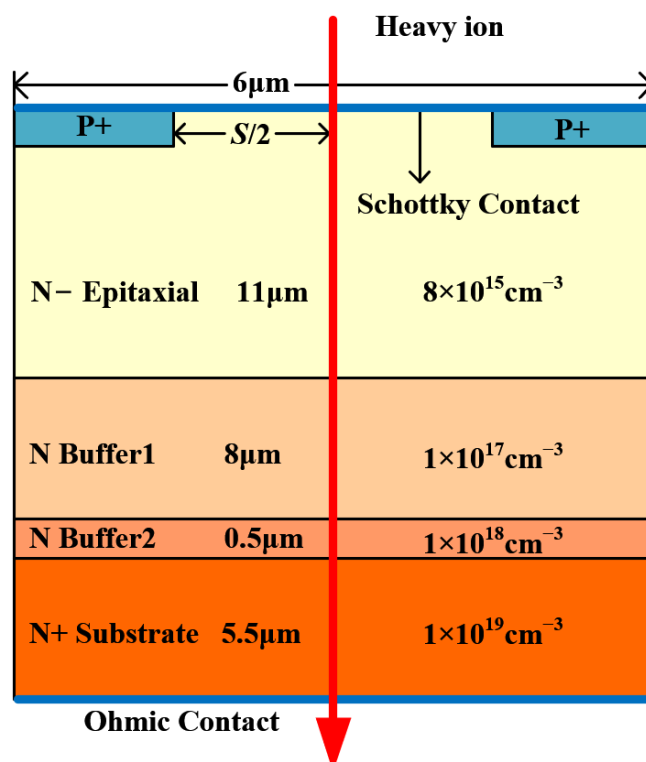 Heavy ion
6μm
P+ S/2 P+
Schottky Contact
N− Epitaxial 11μm 8×10¹⁵cm⁻³
N Buffer1 8μm 1×10¹⁷cm⁻³
N Buffer2 0.5μm 1×10¹⁸cm⁻³
N+ Substrate 5.5μm 1×10¹⁹cm⁻³
Ohmic Contact